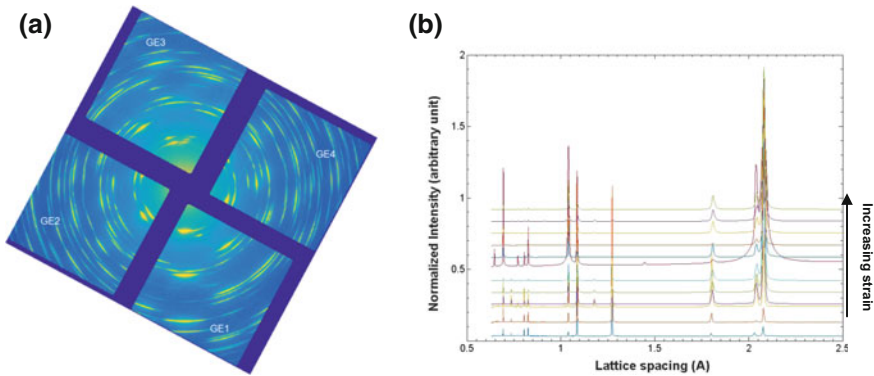 (a)
GE3
GE4
GE2
GE1
(b)
Normalized Intensity (arbitrary unit)
2
1.5
1
0.5
0
0.5
1
1.5
2
2.5
Lattice spacing (A)
Increasing strain